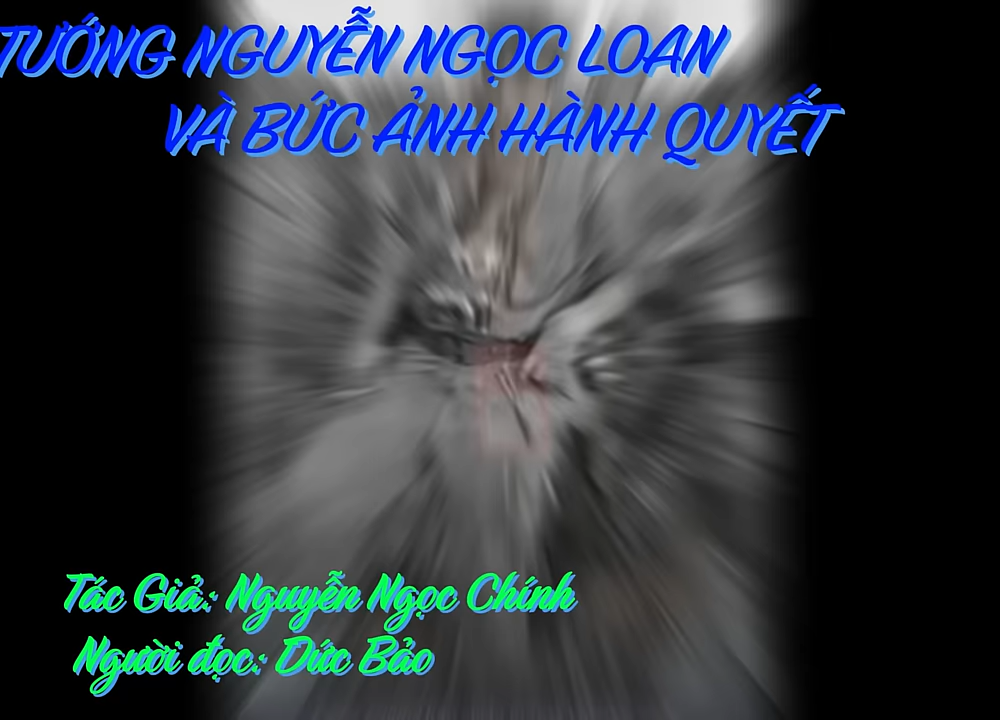 TƯỚNG NGUYỄN NGỌC LOAN
VÀ BỨC ẢNH HÀNH QUYẾT
Tác Giả: Nguyễn Ngọc Chính
Người đọc: Đức Bảo